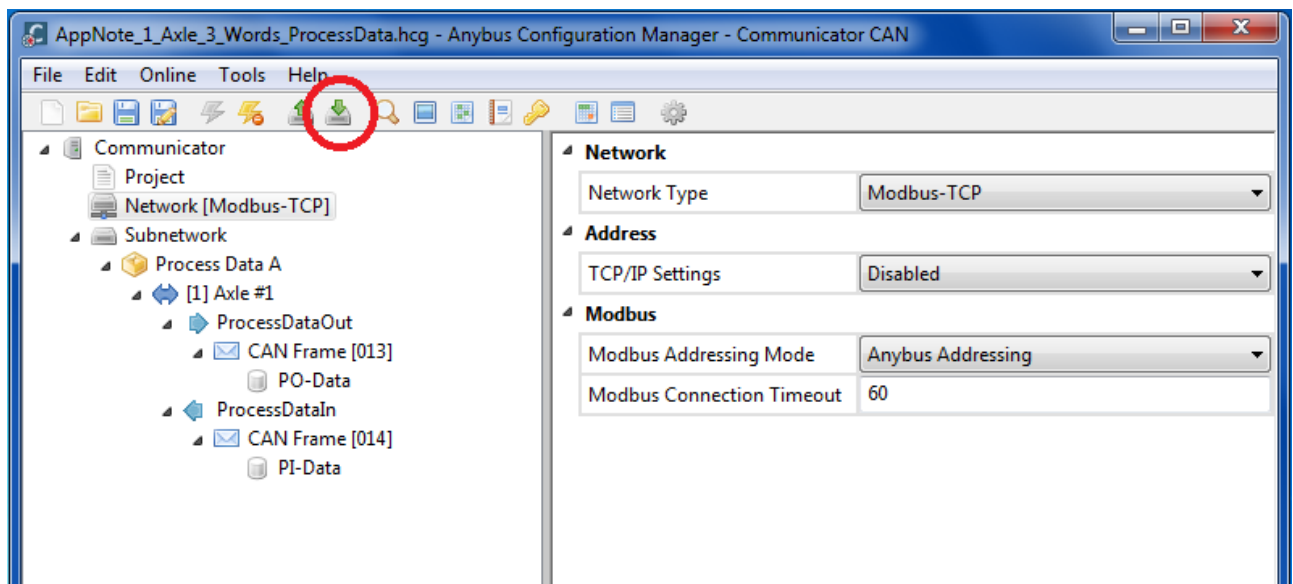 AppNote_1_Axle_3_Words_ProcessData.hcg - Anybus Configuration Manager - Communicator CAN
File Edit Online Tools Help
Communicator
Project
Network [Modbus-TCP]
Subnetwork
Process Data A
[1] Axle #1
ProcessDataOut
CAN Frame [013]
PO-Data
ProcessDataIn
CAN Frame [014]
PI-Data
Network
Network Type Modbus-TCP
Address
TCP/IP Settings Disabled
Modbus
Modbus Addressing Mode Anybus Addressing
Modbus Connection Timeout 60